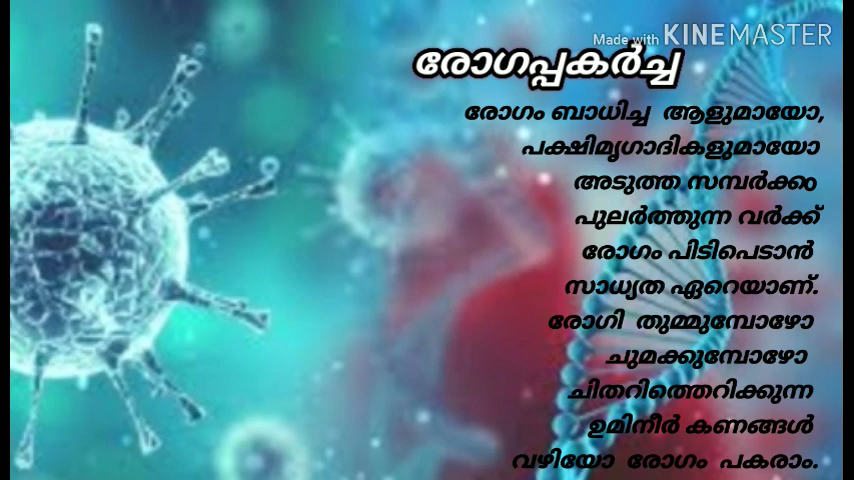 Made with KINEMASTER
രോഗപ്പകർച്ച
രോഗം ബാധിച്ച ആളുമായോ,
പക്ഷിമൃഗാദികളുമായോ
അടുത്ത സമ്പർക്കം
പുലർത്തുന്ന വർക്ക്
രോഗം പിടിപെടാൻ
സാധ്യത ഏറെയാണ്.
രോഗി തുമ്മുമ്പോഴോ
ചുമക്കുമ്പോഴോ
ചിതറിത്തെറിക്കുന്ന
ഉമിനീർ കണങ്ങൾ
വഴിയോ രോഗം പകരാം.